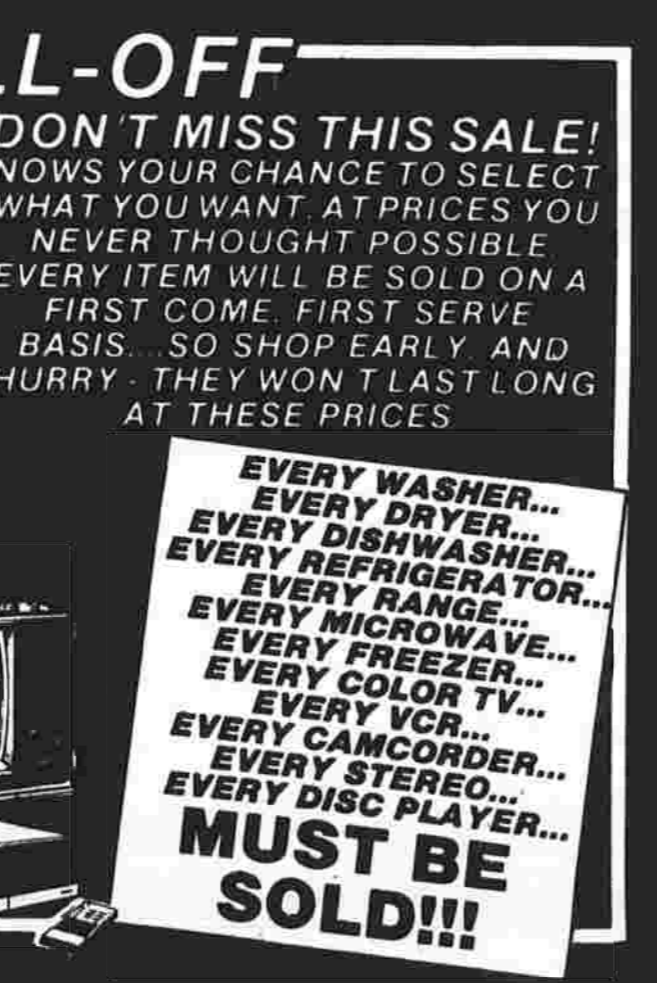 LL-OFF
DON'T MISS THIS SALE!
NOWS YOUR CHANCE TO SELECT
WHAT YOU WANT, AT PRICES YOU
NEVER THOUGHT POSSIBLE
EVERY ITEM WILL BE SOLD ON A
FIRST COME, FIRST SERVE
BASIS....SO SHOP EARLY, AND
HURRY - THEY WON T LAST LONG
AT THESE PRICES
EVERY WASHER...
EVERY DRYER...
EVERY DISHWASHER...
EVERY REFRIGERATOR...
EVERY RANGE...
EVERY MICROWAVE...
EVERY FREEZER...
EVERY COLOR TV...
EVERY VCR...
EVERY CAMCORDER...
EVERY STEREO...
EVERY DISC PLAYER...
MUST BE
SOLD!!!